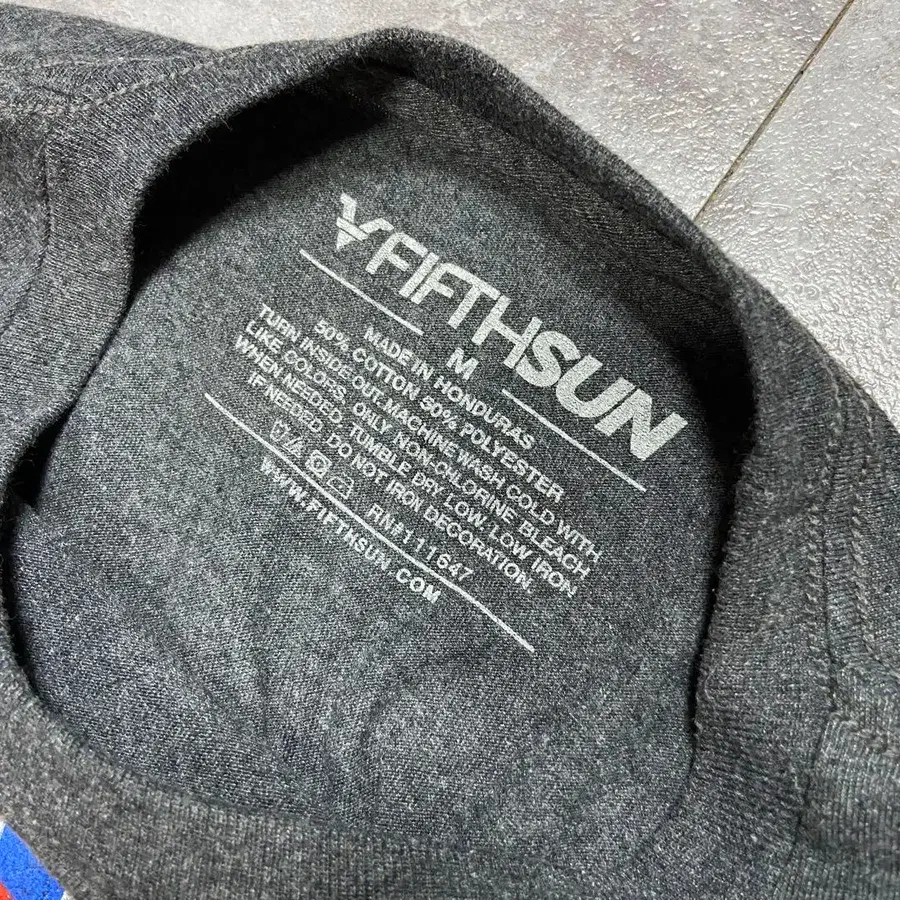 FIFTHSUN
M
MADE IN HONDURAS
50% COTTON 50% POLYESTER
TURN INSIDE OUT. MACHINE WASH COLD WITH
LIKE COLORS. ONLY NON-CHLORINE BLEACH
WHEN NEEDED. TUMBLE DRY LOW. LOW IRON
IF NEEDED. DO NOT IRON DECORATION.
RN#111647
WWW.FIFTHSUN.COM